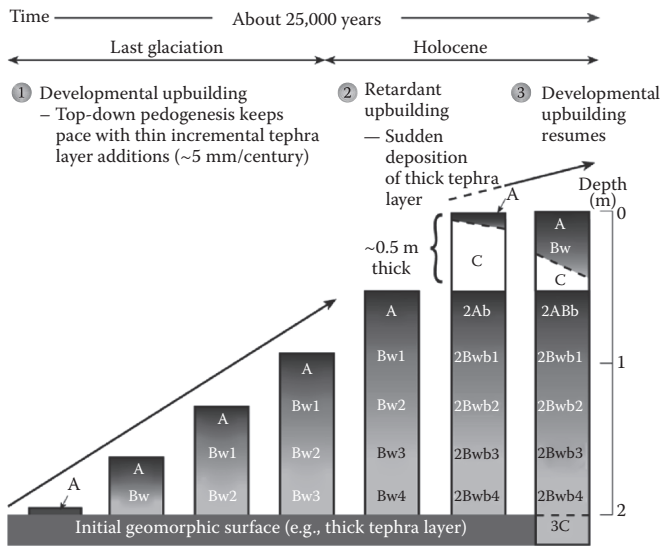 Time
About 25,000 years
Last glaciation
Holocene
1 Developmental upbuilding
– Top-down pedogenesis keeps
pace with thin incremental tephra
layer additions (~5 mm/century)
2 Retardant
upbuilding
— Sudden
deposition
of thick tephra
layer
3 Developmental
upbuilding
resumes
Depth
(m)
0
1
2
~0.5 m
thick
A
A
Bw
A
Bw1
Bw2
A
Bw1
Bw2
Bw3
A
Bw1
Bw2
Bw3
Bw4
A
C
2Ab
2Bwb1
2Bwb2
2Bwb3
2Bwb4
A
Bw
C
2ABb
2Bwb1
2Bwb2
2Bwb3
2Bwb4
3C
Initial geomorphic surface (e.g., thick tephra layer)